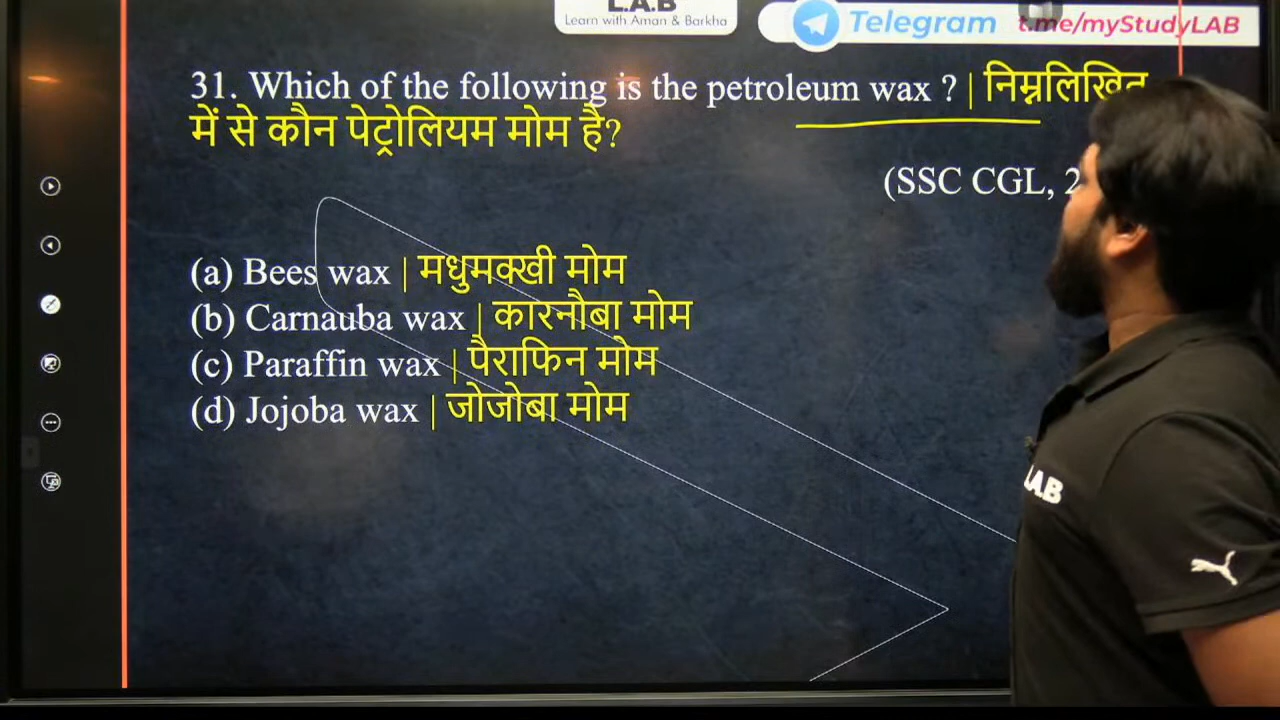 L.A.B
Learn with Aman & Barkha
Telegram t.me/myStudyLAB
31. Which of the following is the petroleum wax ? | निम्नलिखित
में से कौन पेट्रोलियम मोम है?
(SSC CGL, 2
(a) Bees wax | मधुमक्खी मोम
(b) Carnauba wax | कारनौबा मोम
(c) Paraffin wax | पैराफिन मोम
(d) Jojoba wax | जोजोबा मोम
L.A.B